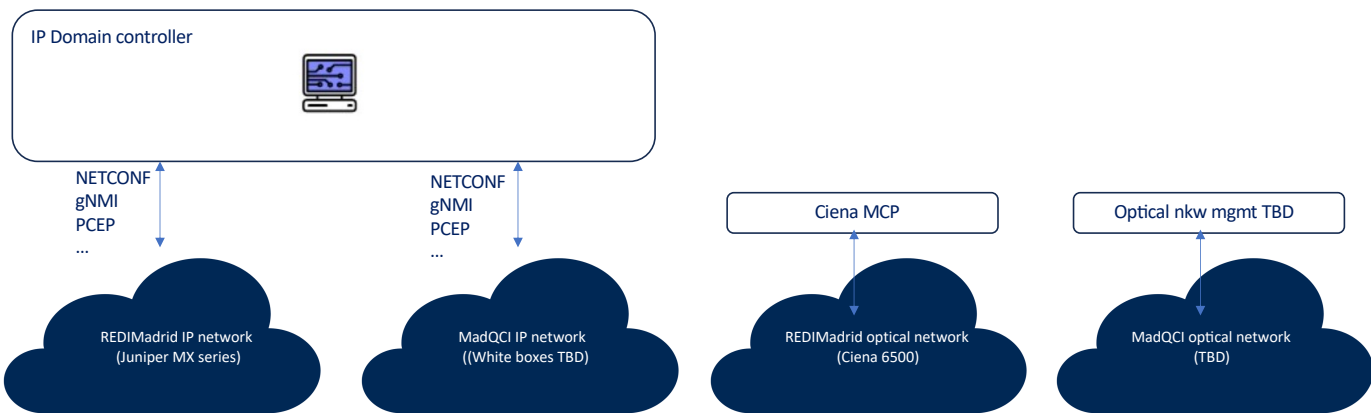 IP Domain controller
NETCONF
gNMI
PCEP
...
NETCONF
gNMI
PCEP
...
Ciena MCP
Optical nkw mgmt TBD
REDIMadrid IP network
(Juniper MX series)
MadQCI IP network
((White boxes TBD)
REDIMadrid optical network
(Ciena 6500)
MadQCI optical network
(TBD)